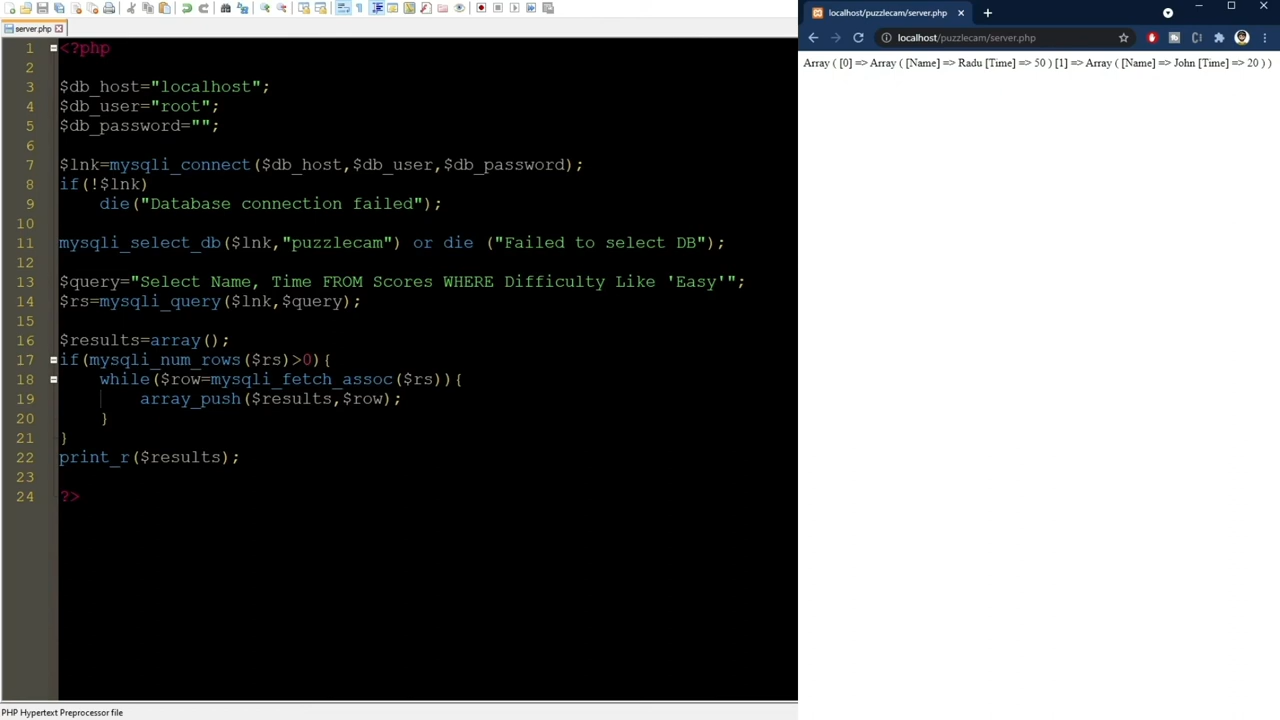 server.php
1 <?php
2
3 $db_host="localhost";
4 $db_user="root";
5 $db_password="";
6
7 $lnk=mysqli_connect($db_host,$db_user,$db_password);
8 if(!$lnk)
9 die("Database connection failed");
10
11 mysqli_select_db($lnk,"puzzlecam") or die ("Failed to select DB");
12
13 $query="Select Name, Time FROM Scores WHERE Difficulty Like 'Easy'";
14 $rs=mysqli_query($lnk,$query);
15
16 $results=array();
17 if(mysqli_num_rows($rs)>0){
18 while($row=mysqli_fetch_assoc($rs)){
19 array_push($results,$row);
20 }
21 }
22 print_r($results);
23
24 ?>
PHP Hypertext Preprocessor file
localhost/puzzlecam/server.php
localhost/puzzlecam/server.php
Array ( [0] => Array ( [Name] => Radu [Time] => 50 ) [1] => Array ( [Name] => John [Time] => 20 ) )